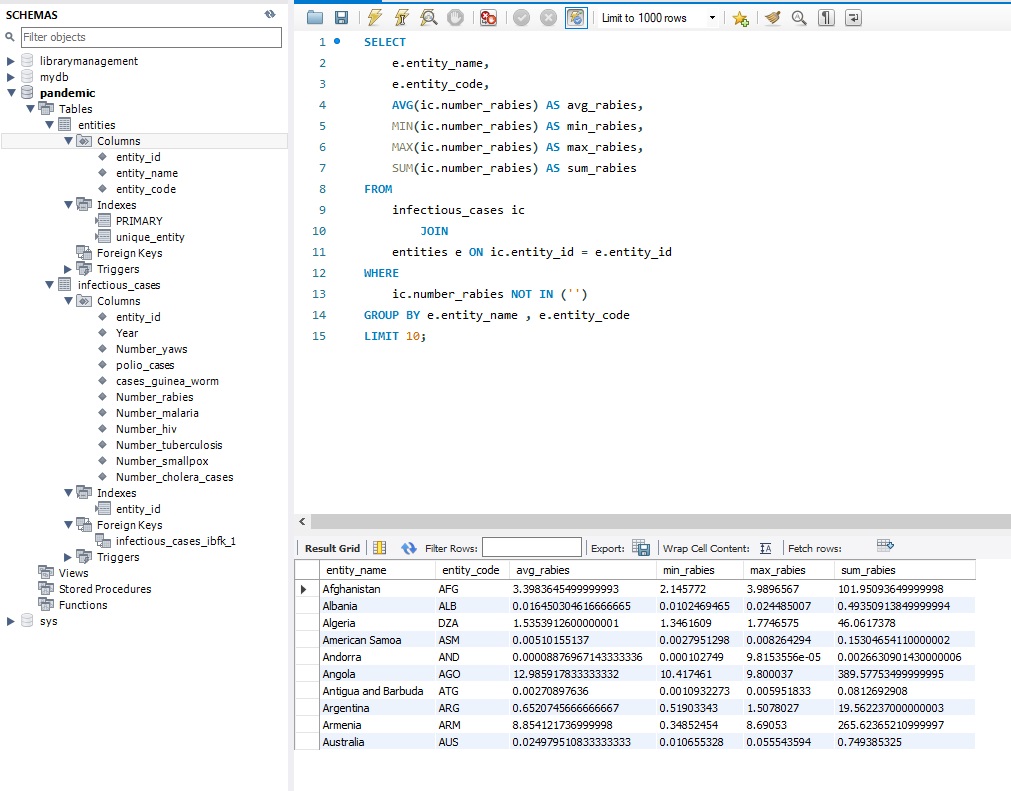 SCHEMAS
Filter objects
librarymanagement
mydb
pandemic
Tables
entities
Columns
entity_id
entity_name
entity_code
Indexes
PRIMARY
unique_entity
Foreign Keys
Triggers
infectious_cases
Columns
entity_id
Year
Number_yaws
polio_cases
cases_guinea_worm
Number_rabies
Number_malaria
Number_hiv
Number_tuberculosis
Number_smallpox
Number_cholera_cases
Indexes
entity_id
Foreign Keys
infectious_cases_ibfk_1
Triggers
Views
Stored Procedures
Functions
sys
Limit to 1000 rows
1 SELECT
2 e.entity_name,
3 e.entity_code,
4 AVG(ic.number_rabies) AS avg_rabies,
5 MIN(ic.number_rabies) AS min_rabies,
6 MAX(ic.number_rabies) AS max_rabies,
7 SUM(ic.number_rabies) AS sum_rabies
8 FROM
9 infectious_cases ic
10 JOIN
11 entities e ON ic.entity_id = e.entity_id
12 WHERE
13 ic.number_rabies NOT IN ('')
14 GROUP BY e.entity_name , e.entity_code
15 LIMIT 10;
Result Grid Filter Rows: Export: Wrap Cell Content: Fetch rows:
entity_name entity_code avg_rabies min_rabies max_rabies sum_rabies
Afghanistan AFG 3.3983645499999993 2.145772 3.9896567 101.95093649999998
Albania ALB 0.016450304616666665 0.0102469465 0.024485007 0.49350913849999994
Algeria DZA 1.5353912600000001 1.3461609 1.7746575 46.0617378
American Samoa ASM 0.00510155137 0.0027951298 0.008264294 0.15304654110000002
Andorra AND 0.00008876967143333336 0.000102749 9.8153556e-05 0.0026630901430000006
Angola AGO 12.985917833333332 10.417461 9.800037 389.57753499999995
Antigua and Barbuda ATG 0.00270897636 0.0010932273 0.005951833 0.0812692908
Argentina ARG 0.6520745666666667 0.51903343 1.5078027 19.562237000000003
Armenia ARM 8.854121736999998 0.34852454 8.69053 265.62365210999997
Australia AUS 0.024979510833333333 0.010655328 0.055543594 0.749385325